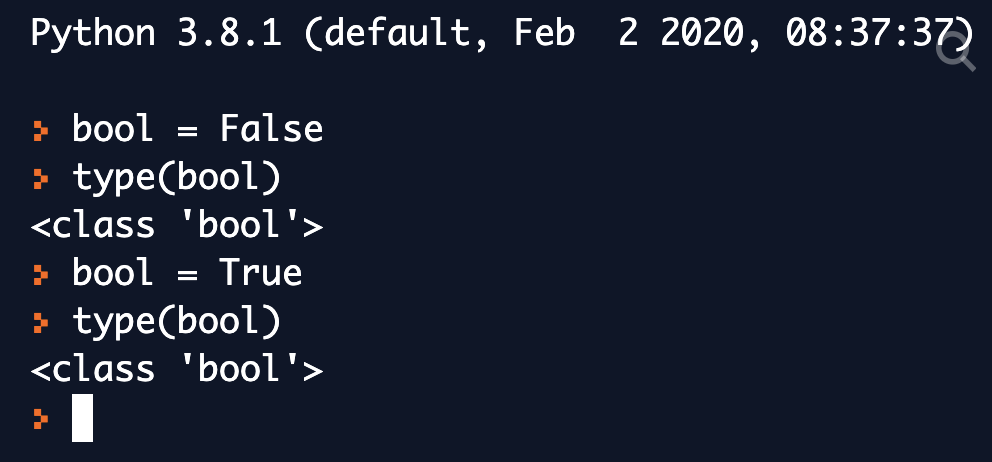 Python 3.8.1 (default, Feb  2 2020, 08:37:37)
bool = False
type(bool)
<class 'bool'>
bool = True
type(bool)
<class 'bool'>